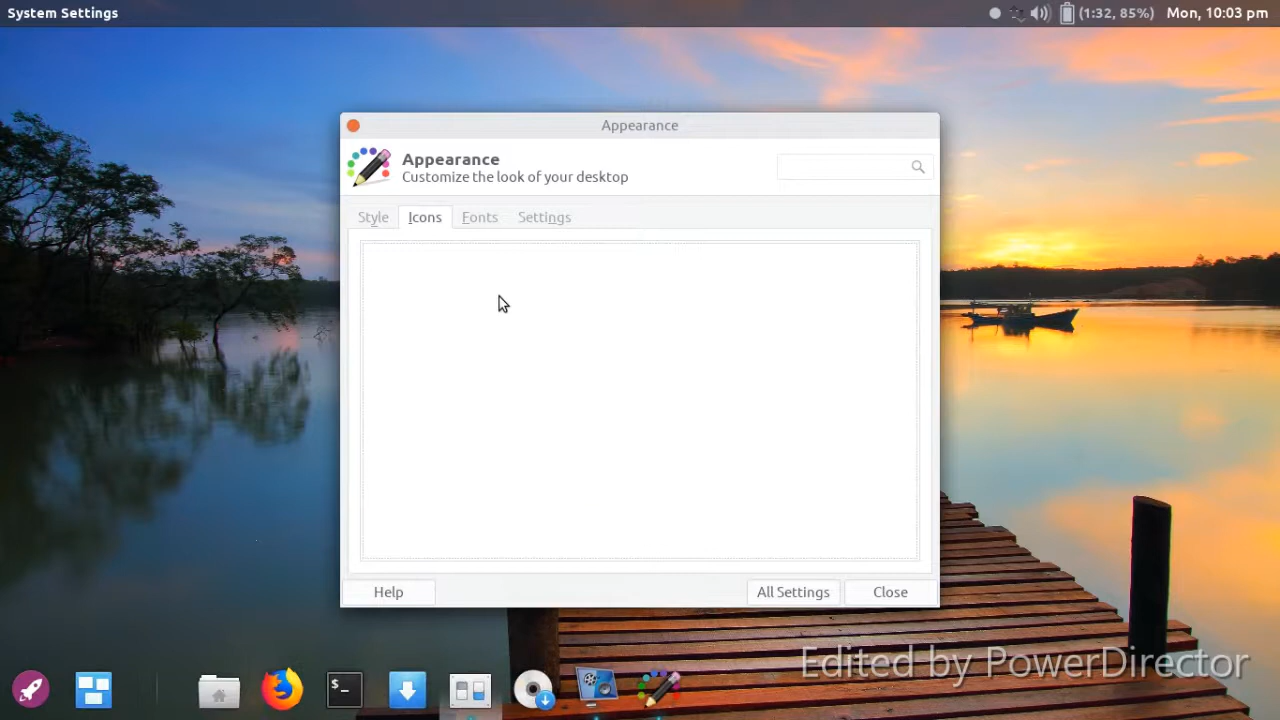 System Settings
(1:32, 85%) Mon, 10:03 pm
Appearance
Appearance
Customize the look of your desktop
Style Icons Fonts Settings
Help All Settings Close
$_
Edited by PowerDirector